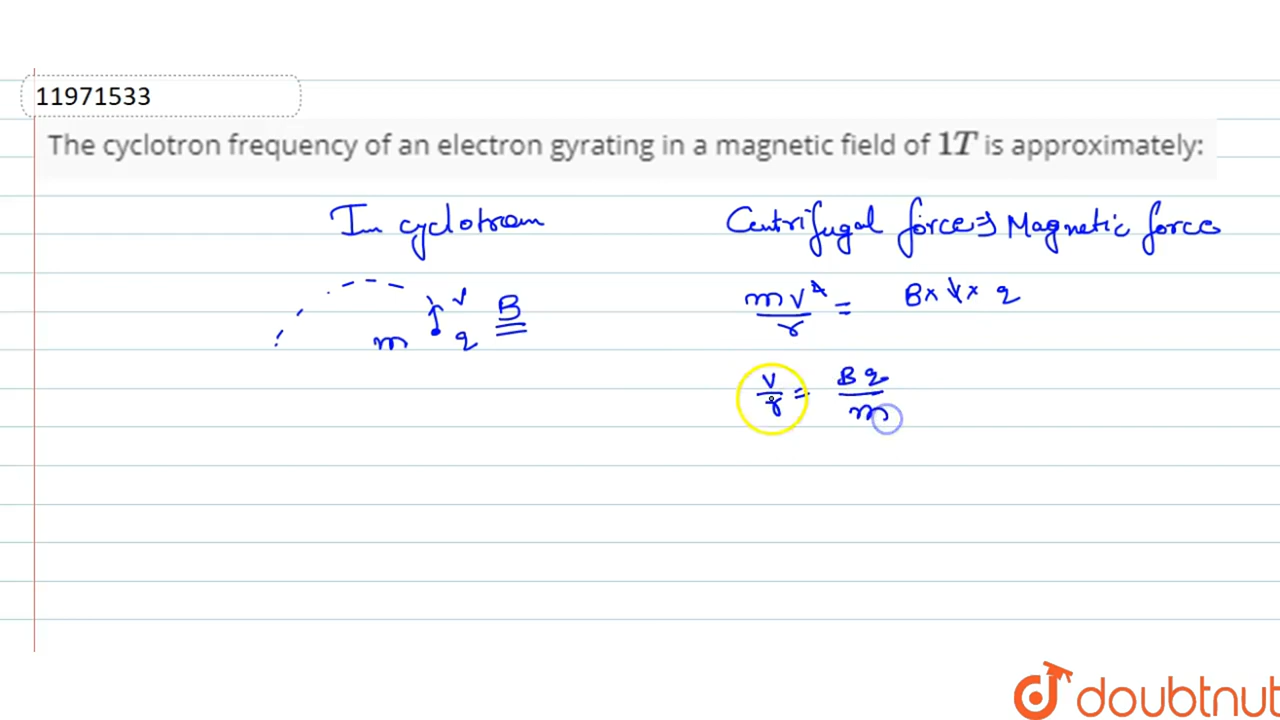 11971533
The cyclotron frequency of an electron gyrating in a magnetic field of 1T is approximately:
In cyclotron
Centrifugal force ⇒ Magnetic force
m v B q
mv²/r = B × v × q
v/r = Bq/m
doubtnut